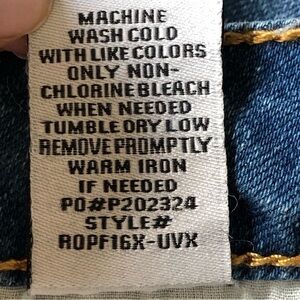 MACHINE
WASH COLD
WITH LIKE COLORS
ONLY NON-
CHLORINE BLEACH
WHEN NEEDED
TUMBLE DRY LOW
REMOVE PROMPTLY
WARM IRON
IF NEEDED
PO#P202324
STYLE#
ROPF16X-UVX